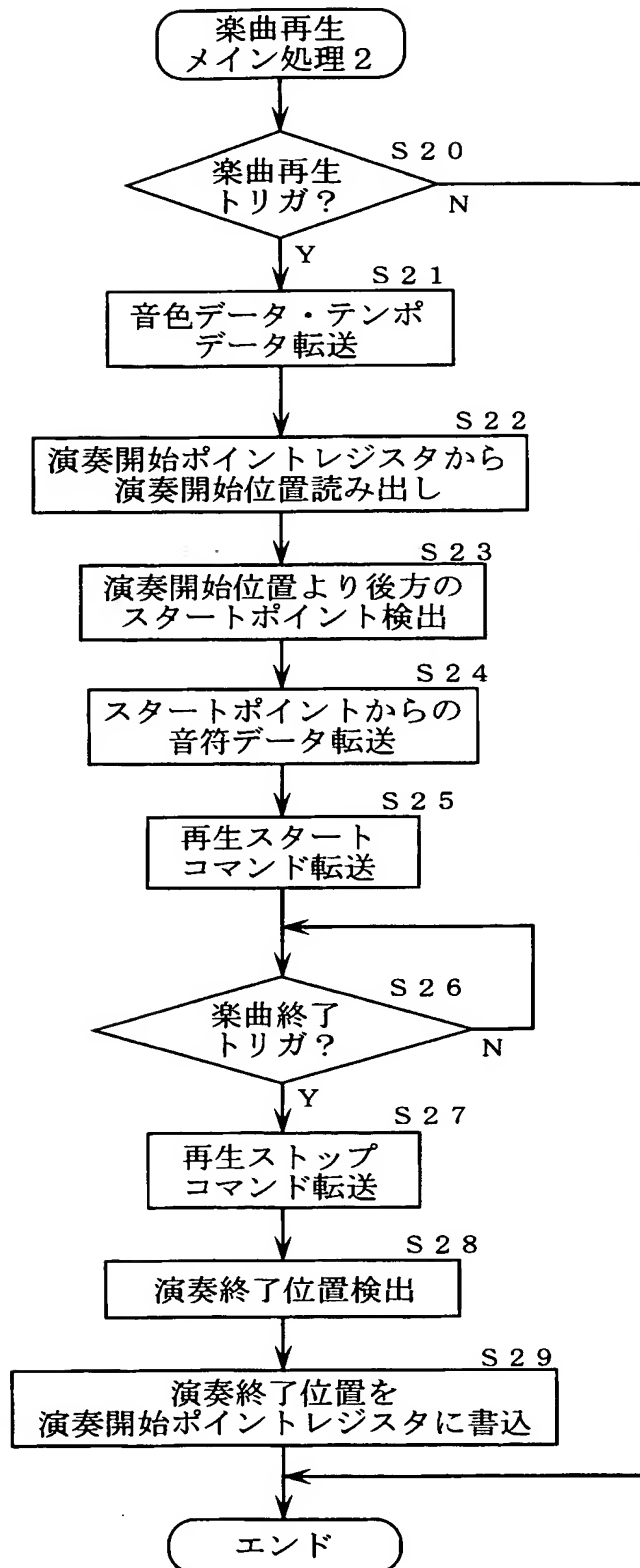 楽曲再生
メイン処理2
S20
楽曲再生
トリガ?
N
Y
S21
音色データ・テンポ
データ転送
S22
演奏開始ポイントレジスタから
演奏開始位置読み出し
S23
演奏開始位置より後方の
スタートポイント検出
S24
スタートポイントからの
音符データ転送
S25
再生スタート
コマンド転送
S26
楽曲終了
トリガ?
N
Y
S27
再生ストップ
コマンド転送
S28
演奏終了位置検出
S29
演奏終了位置を
演奏開始ポイントレジスタに書込
エンド